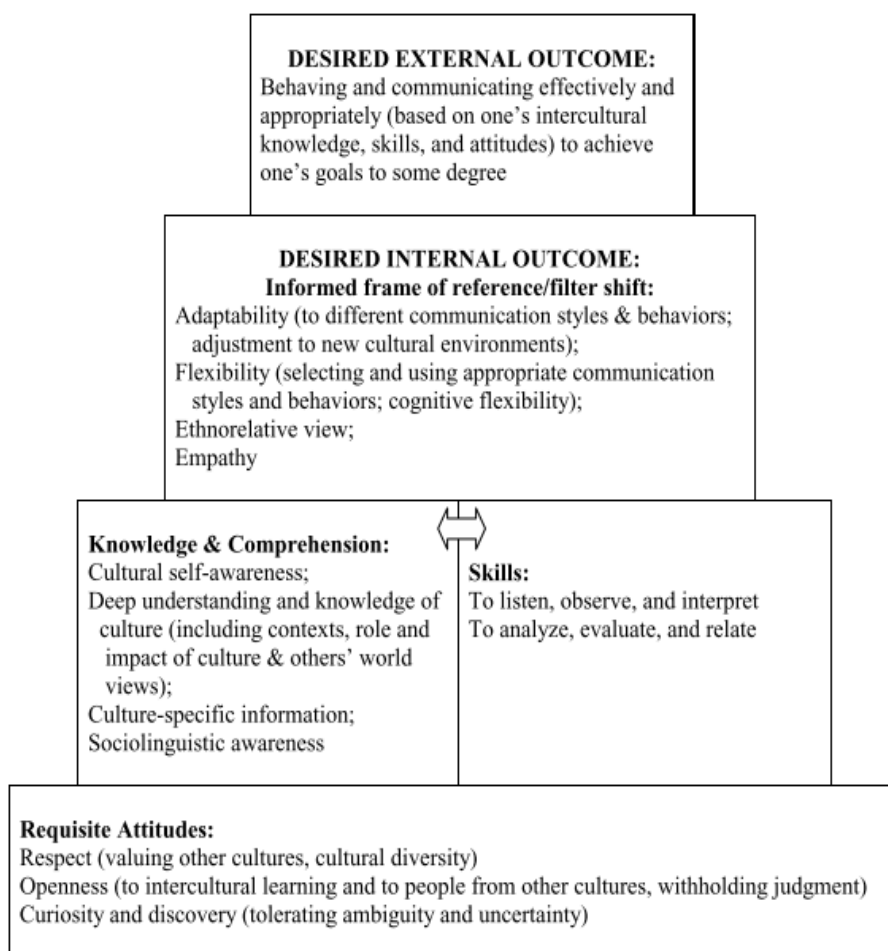 DESIRED EXTERNAL OUTCOME:
Behaving and communicating effectively and
appropriately (based on one's intercultural
knowledge, skills, and attitudes) to achieve
one's goals to some degree
DESIRED INTERNAL OUTCOME:
Informed frame of reference/filter shift:
Adaptability (to different communication styles & behaviors;
adjustment to new cultural environments);
Flexibility (selecting and using appropriate communication
styles and behaviors; cognitive flexibility);
Ethnorelative view;
Empathy
Knowledge & Comprehension:
Cultural self-awareness;
Deep understanding and knowledge of
culture (including contexts, role and
impact of culture & others' world
views);
Culture-specific information;
Sociolinguistic awareness
Skills:
To listen, observe, and interpret
To analyze, evaluate, and relate
Requisite Attitudes:
Respect (valuing other cultures, cultural diversity)
Openness (to intercultural learning and to people from other cultures, withholding judgment)
Curiosity and discovery (tolerating ambiguity and uncertainty)